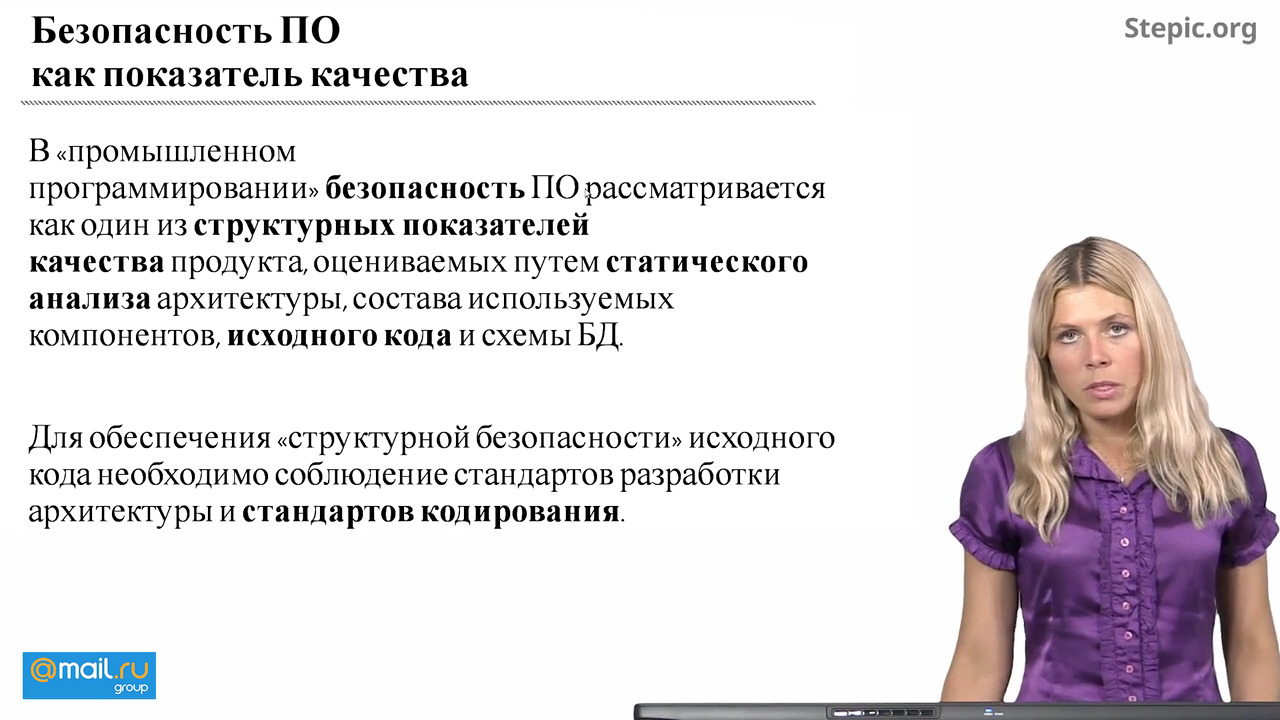 Безопасность ПО
как показатель качества
Stepic.org
В «промышленном
программировании» безопасность ПО рассматривается
как один из структурных показателей
качества продукта, оцениваемых путем статического
анализа архитектуры, состава используемых
компонентов, исходного кода и схемы БД.
Для обеспечения «структурной безопасности» исходного
кода необходимо соблюдение стандартов разработки
архитектуры и стандартов кодирования.
@mail.ru
group